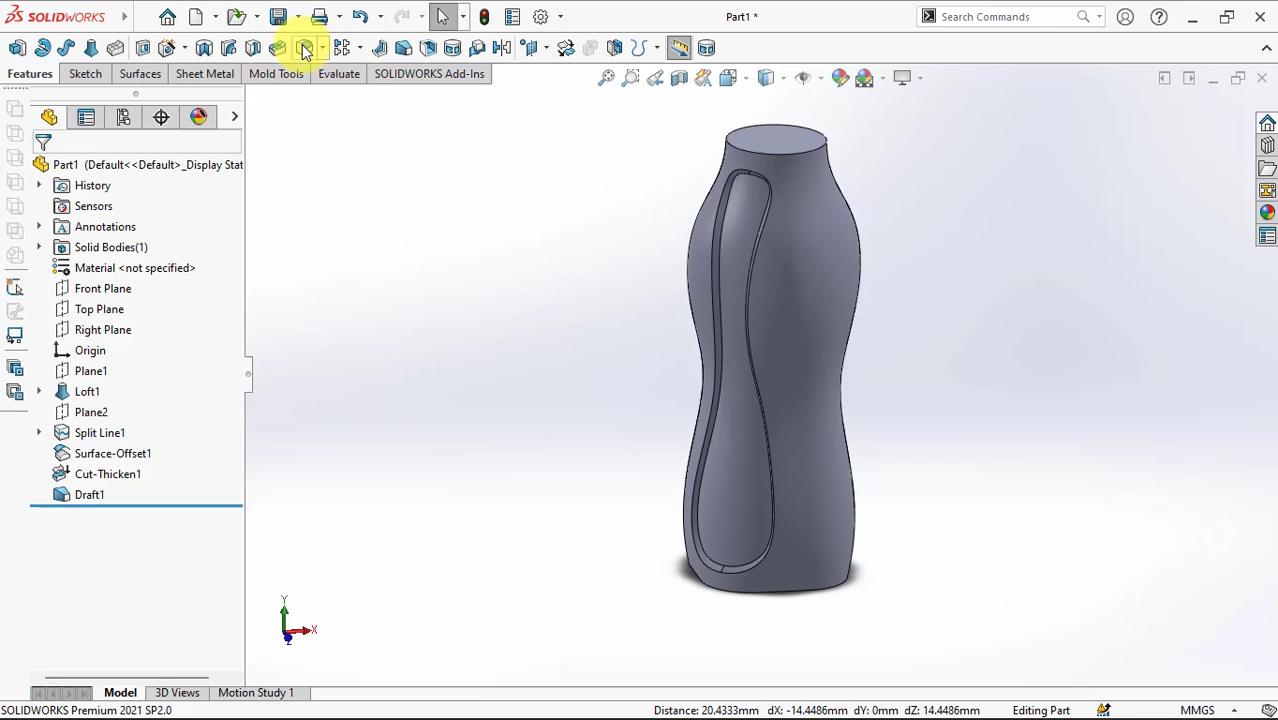 SOLIDWORKS
Part1 *
Search Commands
Features
Sketch
Surfaces
Sheet Metal
Mold Tools
Evaluate
SOLIDWORKS Add-Ins
Part1 (Default<<Default>_Display Stat
History
Sensors
Annotations
Solid Bodies(1)
Material <not specified>
Front Plane
Top Plane
Right Plane
Origin
Plane1
Loft1
Plane2
Split Line1
Surface-Offset1
Cut-Thicken1
Draft1
Y
X
Z
Model
3D Views
Motion Study 1
SOLIDWORKS Premium 2021 SP2.0
Distance: 20.4333mm dX: -14.4486mm dY: 0mm dZ: 14.4486mm
Editing Part
MMGS